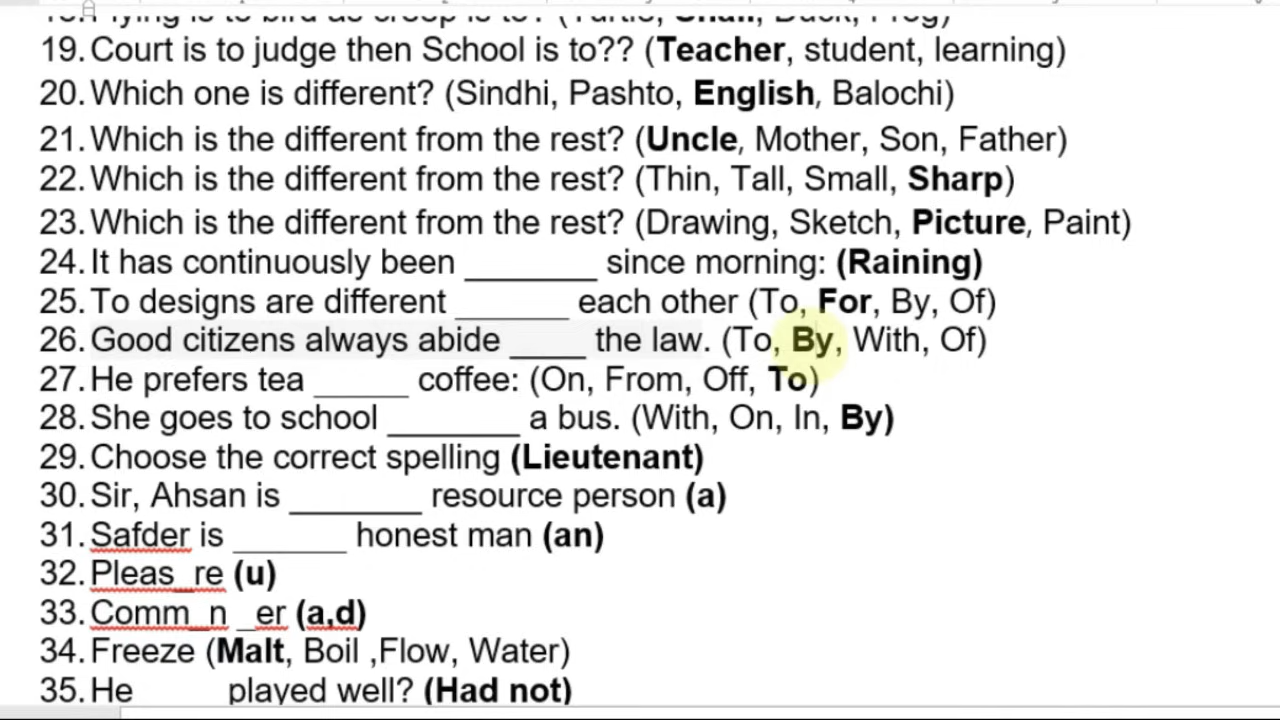 19. Court is to judge then School is to?? (Teacher, student, learning)
20. Which one is different? (Sindhi, Pashto, English, Balochi)
21. Which is the different from the rest? (Uncle, Mother, Son, Father)
22. Which is the different from the rest? (Thin, Tall, Small, Sharp)
23. Which is the different from the rest? (Drawing, Sketch, Picture, Paint)
24. It has continuously been _______ since morning: (Raining)
25. To designs are different ______ each other (To, For, By, Of)
26. Good citizens always abide ____ the law. (To, By, With, Of)
27. He prefers tea _____ coffee: (On, From, Off, To)
28. She goes to school _______ a bus. (With, On, In, By)
29. Choose the correct spelling (Lieutenant)
30. Sir, Ahsan is _______ resource person (a)
31. Safder is ______ honest man (an)
32. Pleas_re (u)
33. Comm_n _er (a,d)
34. Freeze (Malt, Boil ,Flow, Water)
35. He _____ played well? (Had not)